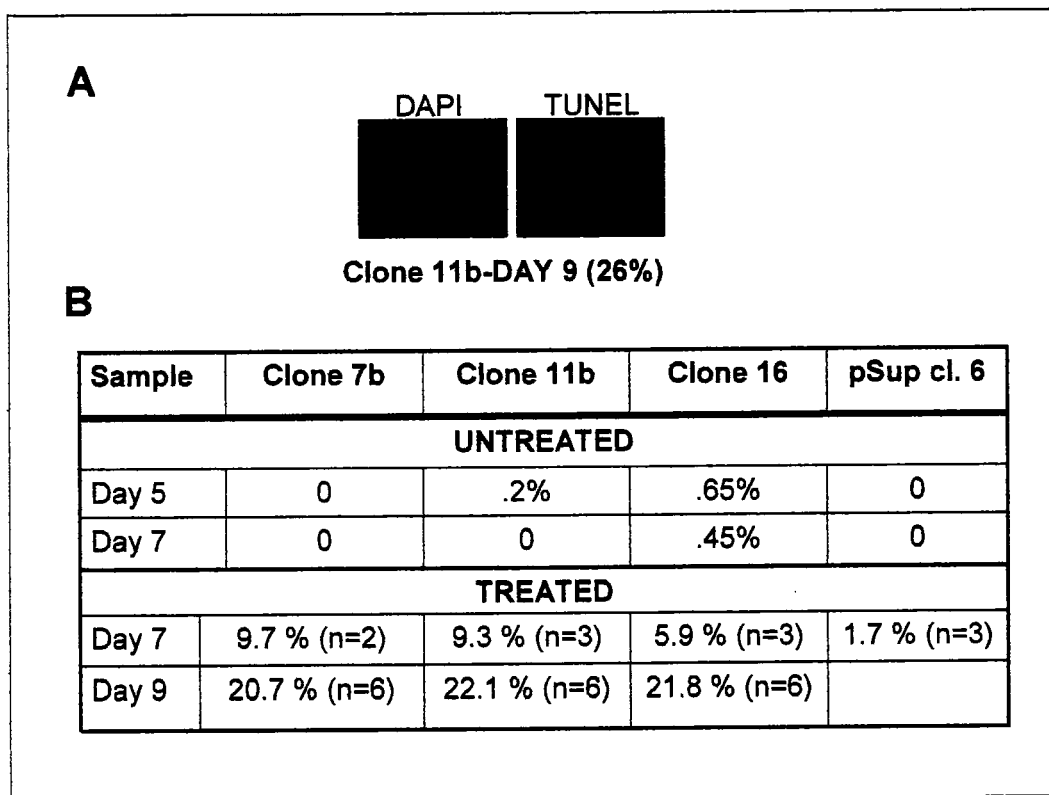 A
DAPI TUNEL
Clone 11b-DAY 9 (26%)
B
Sample Clone 7b Clone 11b Clone 16 pSup cl. 6
UNTREATED
Day 5 0 .2% .65% 0
Day 7 0 0 .45% 0
TREATED
Day 7 9.7 % (n=2) 9.3 % (n=3) 5.9 % (n=3) 1.7 % (n=3)
Day 9 20.7 % (n=6) 22.1 % (n=6) 21.8 % (n=6)